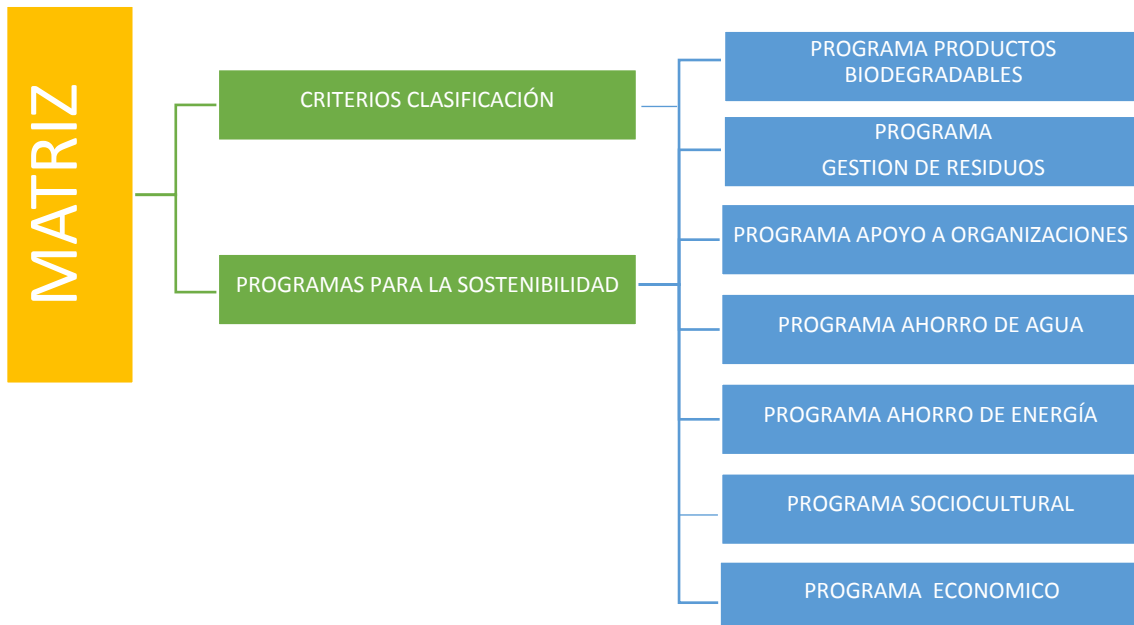 MATRIZ
CRITERIOS CLASIFICACIÓN
PROGRAMAS PARA LA SOSTENIBILIDAD
PROGRAMA PRODUCTOS
BIODEGRADABLES
PROGRAMA
GESTION DE RESIDUOS
PROGRAMA APOYO A ORGANIZACIONES
PROGRAMA AHORRO DE AGUA
PROGRAMA AHORRO DE ENERGÍA
PROGRAMA SOCIOCULTURAL
PROGRAMA ECONOMICO